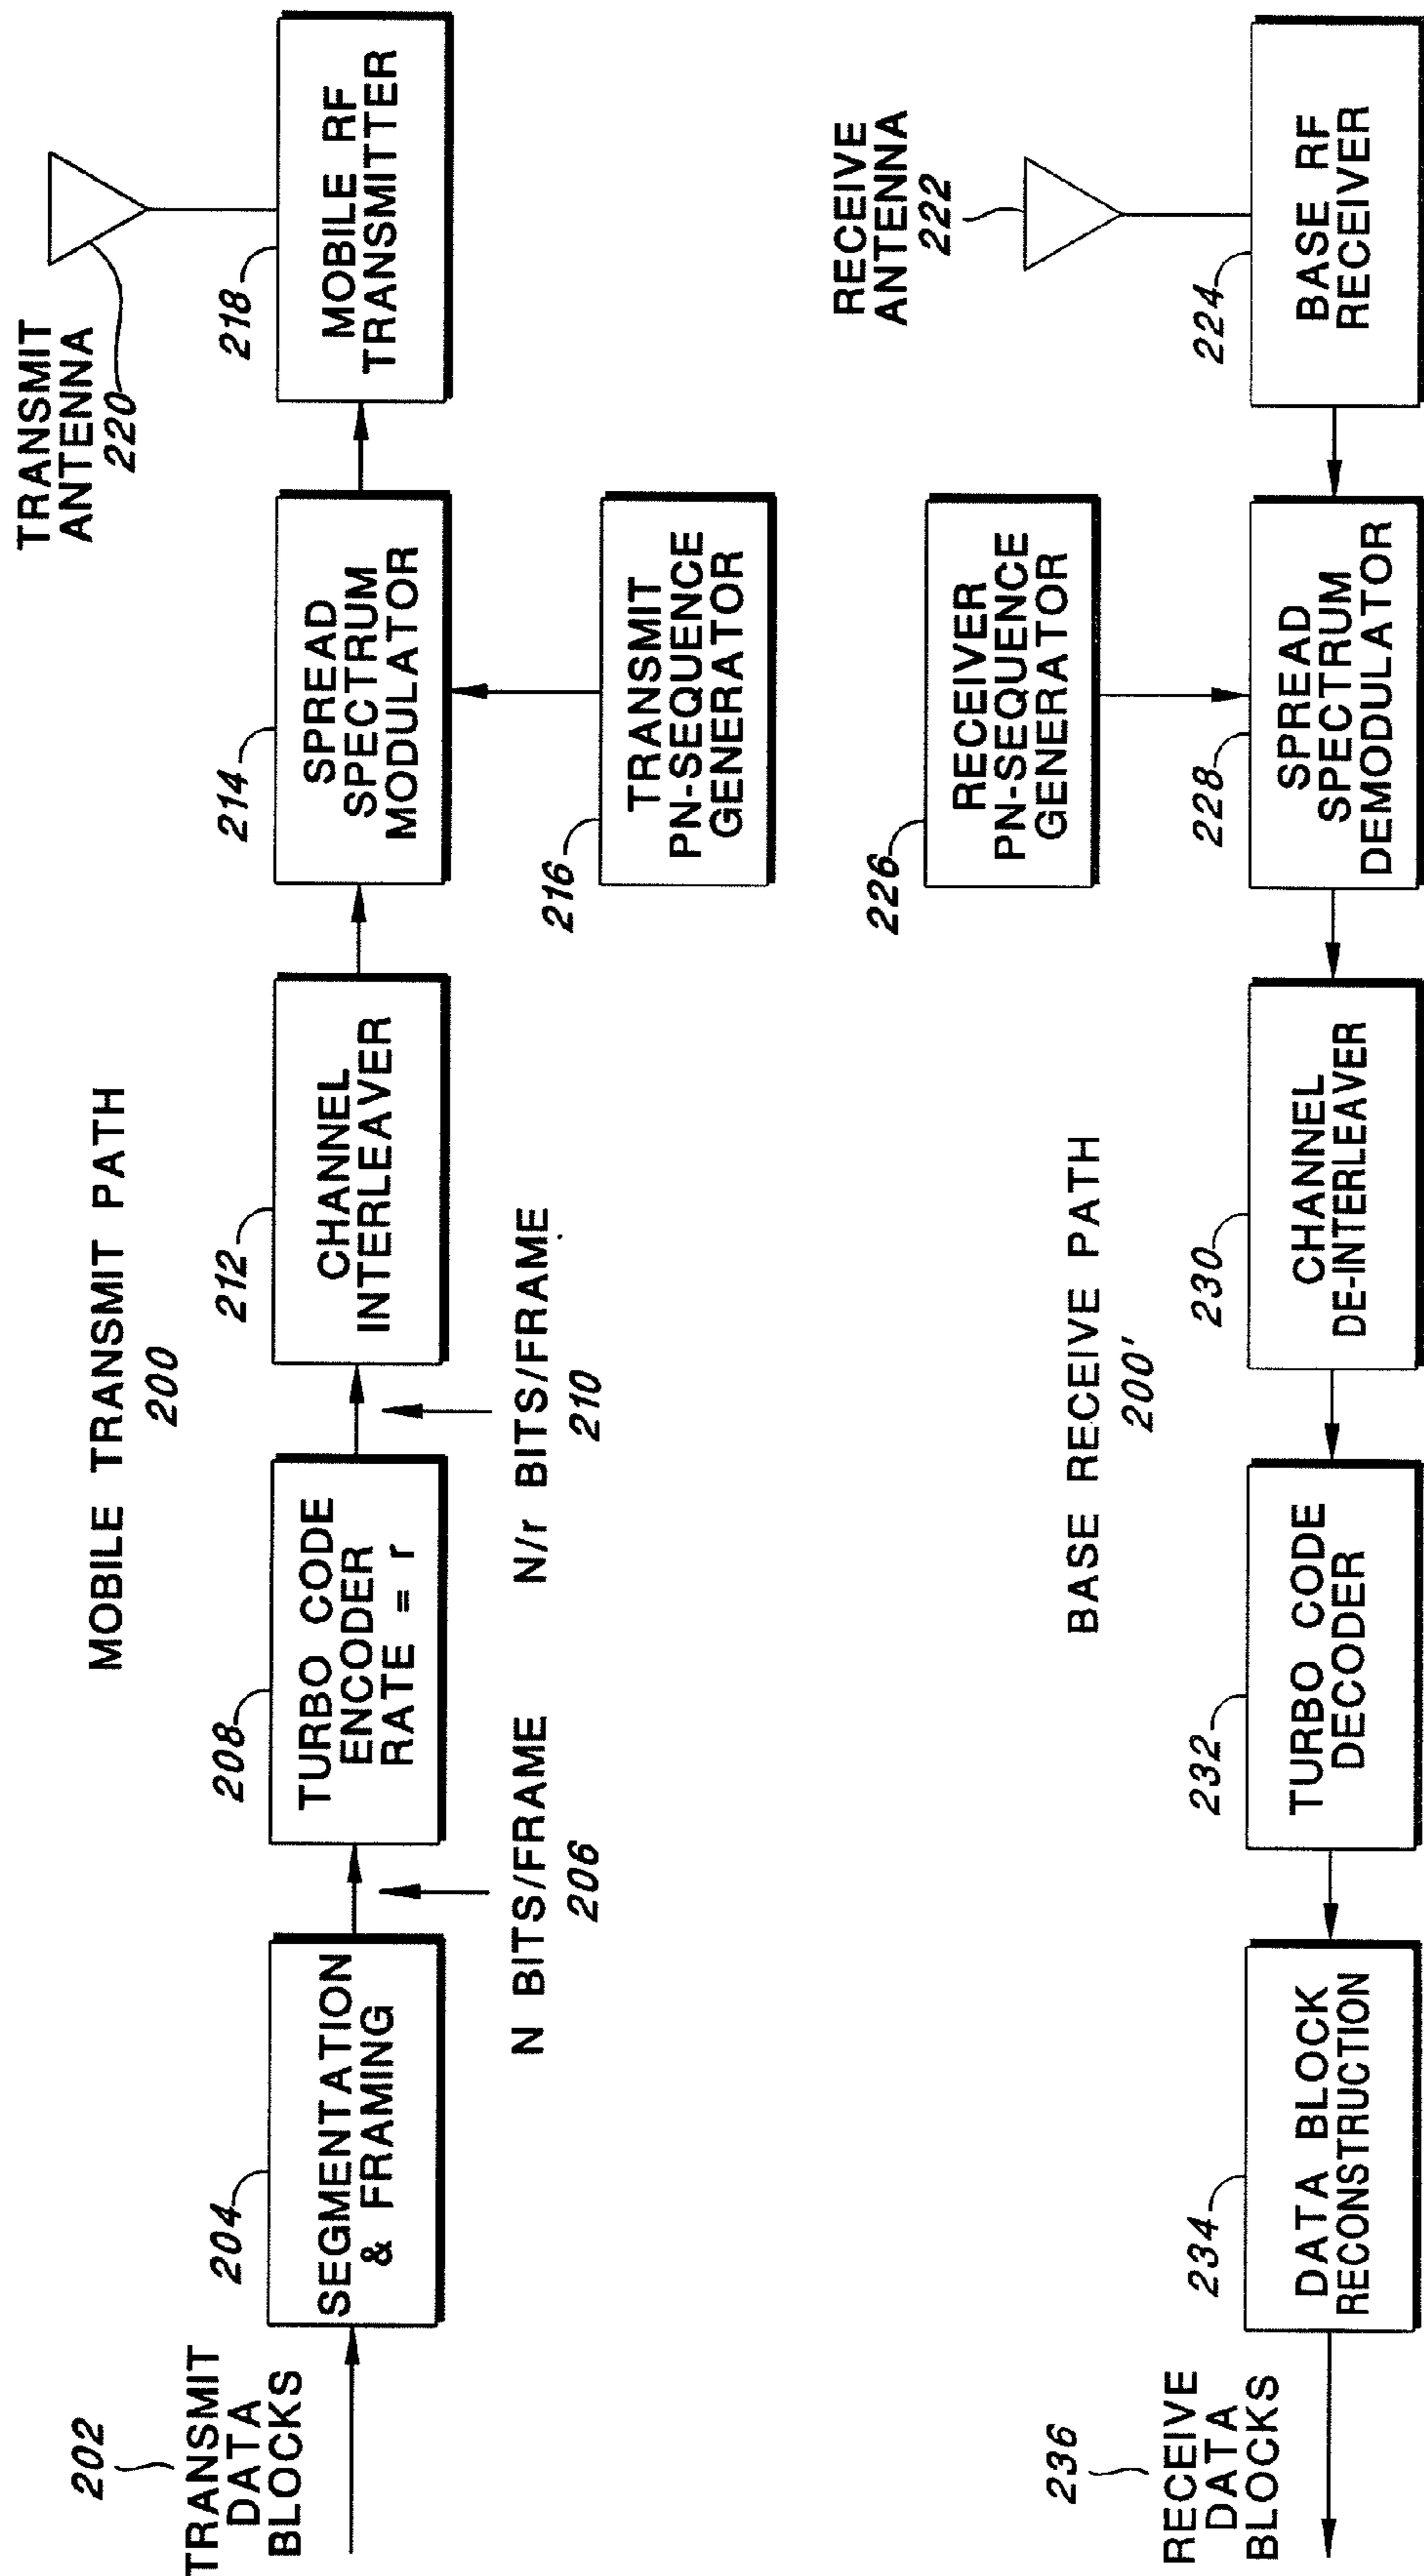 MOBILE TRANSMIT PATH
200
202
TRANSMIT
DATA
BLOCKS
204
SEGMENTATION
& FRAMING
N BITS/FRAME
206
208
TURBO CODE
ENCODER
RATE = r
N/r BITS/FRAME
210
212
CHANNEL
INTERLEAVER
214
SPREAD
SPECTRUM
MODULATOR
216
TRANSMIT
PN-SEQUENCE
GENERATOR
218
MOBILE RF
TRANSMITTER
TRANSMIT
ANTENNA
220
BASE RECEIVE PATH
200'
236
RECEIVE
DATA
BLOCKS
234
DATA BLOCK
RECONSTRUCTION
232
TURBO CODE
DECODER
230
CHANNEL
DE-INTERLEAVER
228
SPREAD
SPECTRUM
DEMODULATOR
226
RECEIVER
PN-SEQUENCE
GENERATOR
224
BASE RF
RECEIVER
RECEIVE
ANTENNA
222